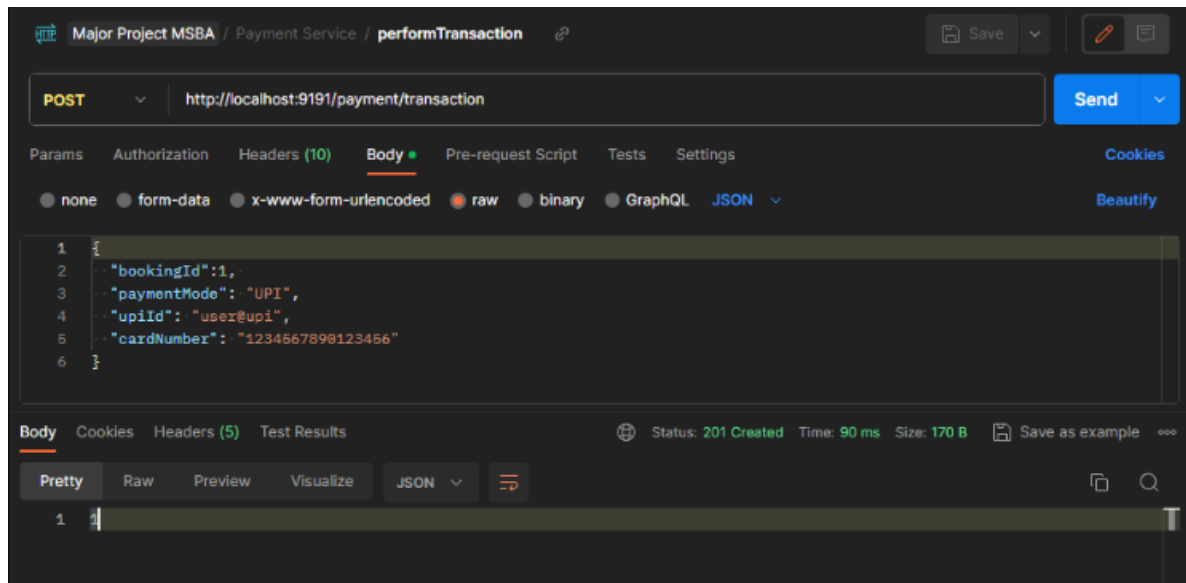 HTTP Major Project MSBA / Payment Service / performTransaction Save
POST http://localhost:9191/payment/transaction Send
Params Authorization Headers (10) Body Pre-request Script Tests Settings Cookies
none form-data x-www-form-urlencoded raw binary GraphQL JSON Beautify
1 {
2 "bookingId":1,
3 "paymentMode": "UPI",
4 "upiId": "user@upi",
5 "cardNumber": "1234567890123456"
6 }
Body Cookies Headers (5) Test Results Status: 201 Created Time: 90 ms Size: 170 B Save as example
Pretty Raw Preview Visualize JSON
1 1